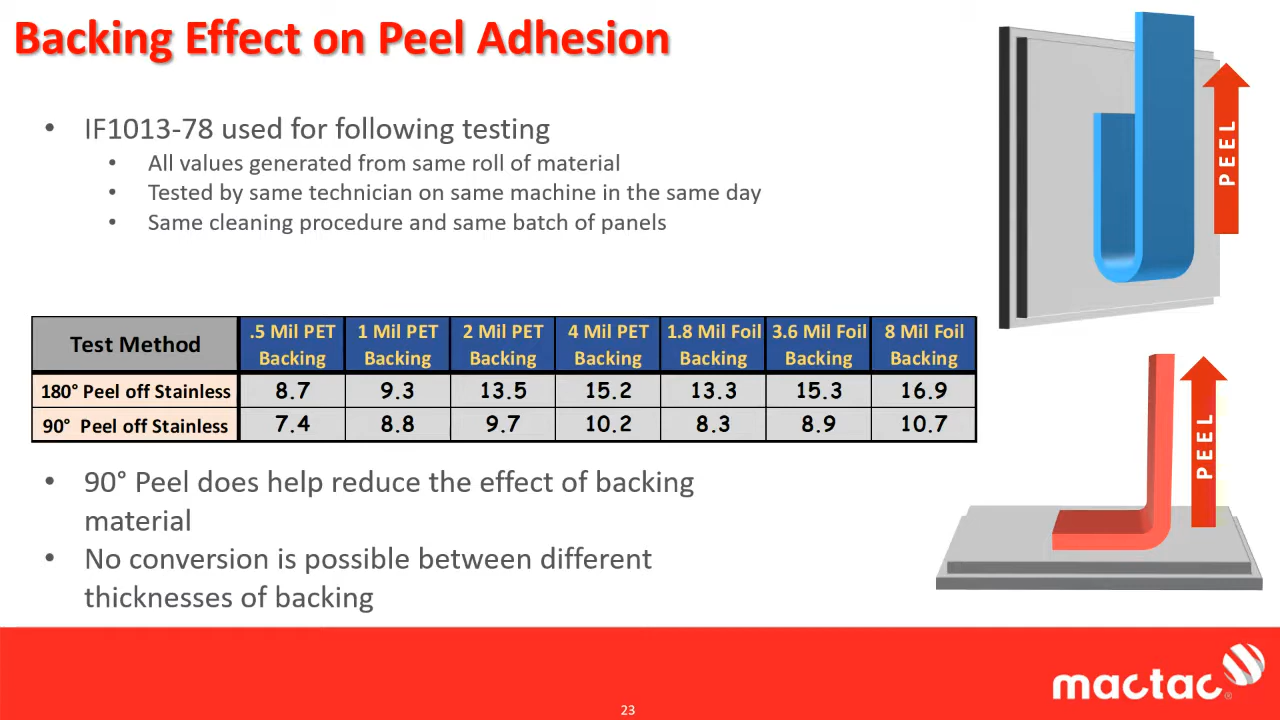 Backing Effect on Peel Adhesion
• IF1013-78 used for following testing
• All values generated from same roll of material
• Tested by same technician on same machine in the same day
• Same cleaning procedure and same batch of panels
PEEL
Test Method .5 Mil PET Backing 1 Mil PET Backing 2 Mil PET Backing 4 Mil PET Backing 1.8 Mil Foil Backing 3.6 Mil Foil Backing 8 Mil Foil Backing
180° Peel off Stainless 8.7 9.3 13.5 15.2 13.3 15.3 16.9
90° Peel off Stainless 7.4 8.8 9.7 10.2 8.3 8.9 10.7
PEEL
• 90° Peel does help reduce the effect of backing
material
• No conversion is possible between different
thicknesses of backing
mactac®
23